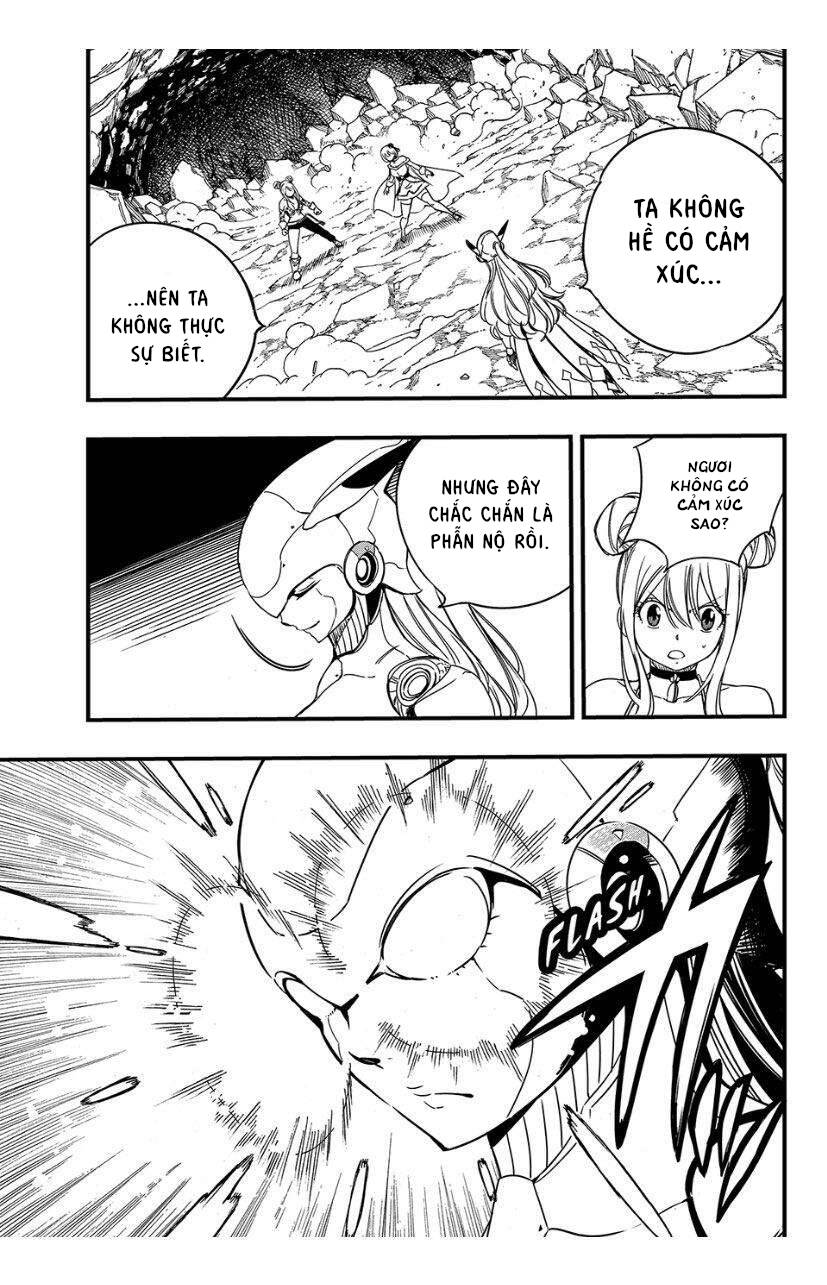 TA KHÔNG
HỀ CÓ CẢM
XÚC...
...NÊN TA
KHÔNG THỰC
SỰ BIẾT.
NGƯƠI
KHÔNG CÓ
CẢM XÚC
SAO?
NHƯNG ĐÂY
CHẮC CHẮN LÀ
PHẪN NỘ RỒI.
FLASH